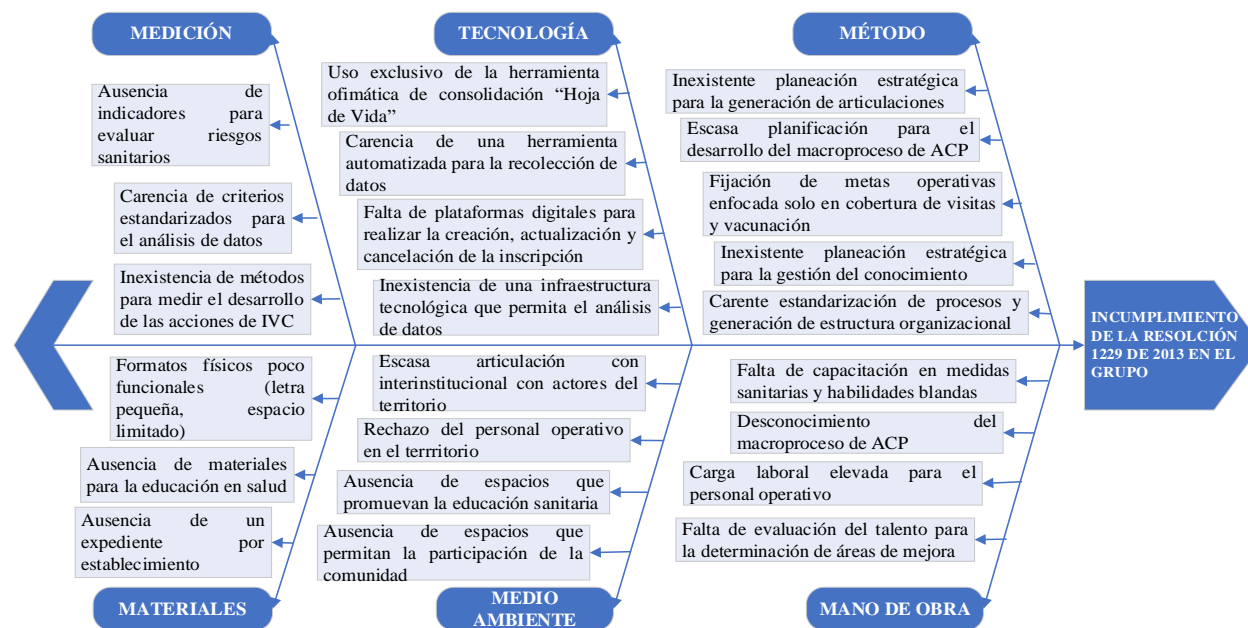 MEDICIÓN
TECNOLOGÍA
MÉTODO
Ausencia de
indicadores para
evaluar riesgos
sanitarios
Carencia de criterios
estandarizados para
el análisis de datos
Inexistencia de métodos
para medir el desarrollo
de las acciones de IVC
Uso exclusivo de la herramienta
ofimática de consolidación “Hoja
de Vida”
Carencia de una herramienta
automatizada para la recolección de
datos
Falta de plataformas digitales para
realizar la creación, actualización y
cancelación de la inscripción
Inexistencia de una infraestructura
tecnológica que permita el análisis
de datos
Inexistente planeación estratégica
para la generación de articulaciones
Escasa planificación para el
desarrollo del macroproceso de ACP
Fijación de metas operativas
enfocada solo en cobertura de visitas
y vacunación
Inexistente planeación estratégica
para la gestión del conocimiento
Carente estandarización de procesos y
generación de estructura organizacional
INCUMPLIMIENTO
DE LA RESOLCIÓN
1229 DE 2013 EN EL
GRUPO
Formatos físicos poco
funcionales (letra
pequeña, espacio
limitado)
Ausencia de materiales
para la educación en salud
Ausencia de un
expediente por
establecimiento
Escasa articulación con
interinstitucional con actores del
territorio
Rechazo del personal operativo
en el terrritorio
Ausencia de espacios que
promuevan la educación sanitaria
Ausencia de espacios que
permitan la participación de la
comunidad
Falta de capacitación en medidas
sanitarias y habilidades blandas
Desconocimiento del
macroproceso de ACP
Carga laboral elevada para el
personal operativo
Falta de evaluación del talento para
la determinación de áreas de mejora
MATERIALES
MEDIO
AMBIENTE
MANO DE OBRA